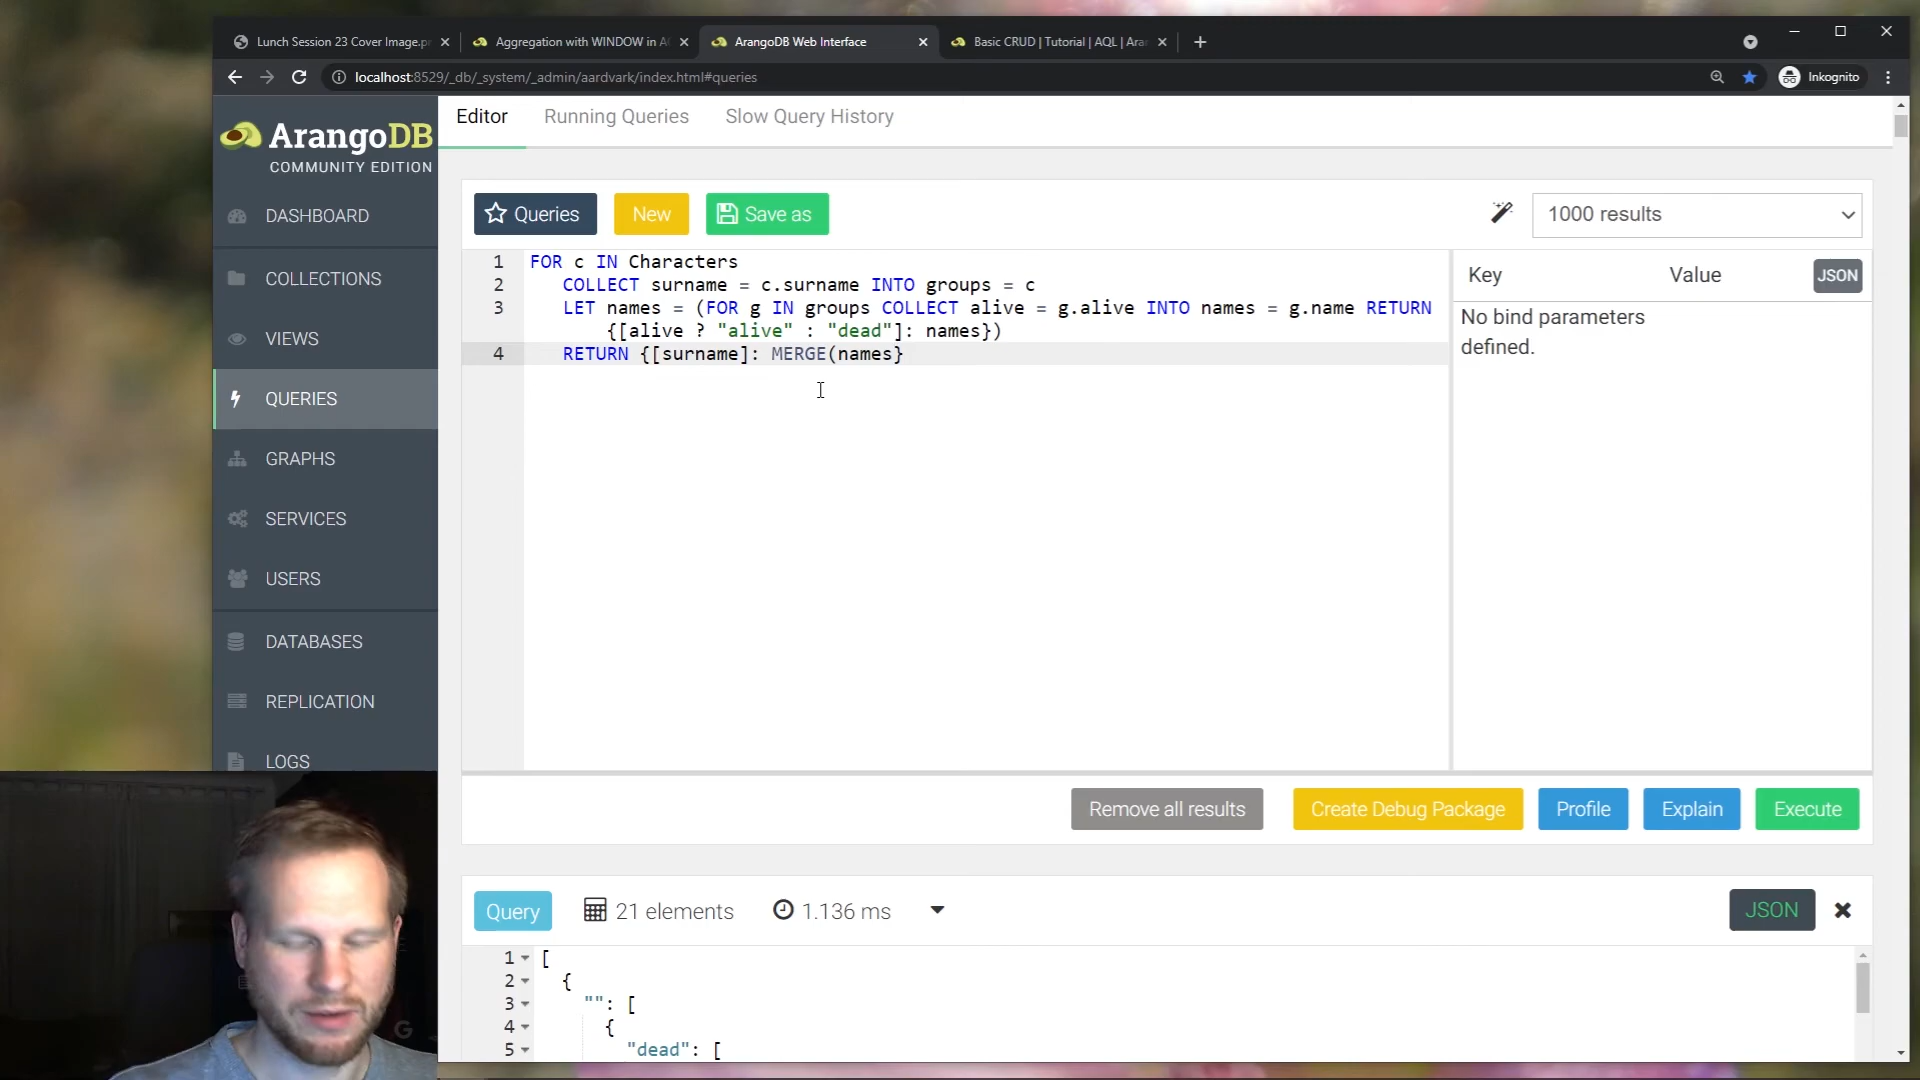 Lunch Session 23 Cover Image.pr
Aggregation with WINDOW in A
ArangoDB Web Interface
Basic CRUD | Tutorial | AQL | Arar
localhost:8529/_db/_system/_admin/aardvark/index.html#queries
Inkognito
ArangoDB
COMMUNITY EDITION
DASHBOARD
COLLECTIONS
VIEWS
QUERIES
GRAPHS
SERVICES
USERS
DATABASES
REPLICATION
LOGS
Editor
Running Queries
Slow Query History
Queries
New
Save as
1000 results
1 FOR c IN Characters
2 COLLECT surname = c.surname INTO groups = c
3 LET names = (FOR g IN groups COLLECT alive = g.alive INTO names = g.name RETURN
{[alive ? "alive" : "dead"]: names})
4 RETURN {[surname]: MERGE(names}
Key
Value
JSON
No bind parameters
defined.
Remove all results
Create Debug Package
Profile
Explain
Execute
Query
21 elements
1.136 ms
JSON
1 [
2 {
3 "": [
4 {
5 "dead": [